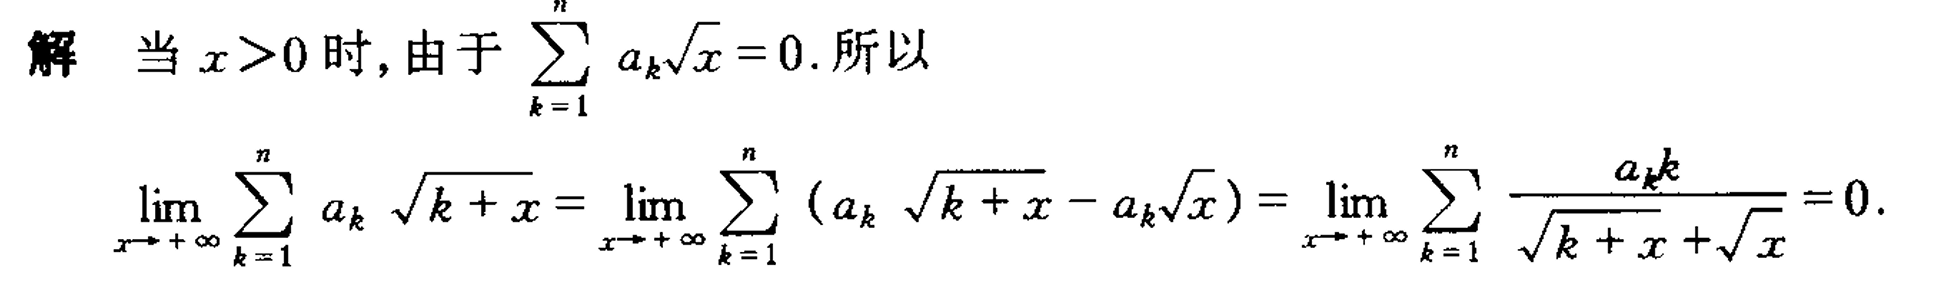 解 当 $x>0$ 时,由于 $\sum_{k=1}^{n} a_k\sqrt{x}=0$. 所以
$\lim_{x\to+\infty}\sum_{k=1}^{n} a_k\sqrt{k+x}=\lim_{x\to+\infty}\sum_{k=1}^{n}(a_k\sqrt{k+x}-a_k\sqrt{x})=\lim_{x\to+\infty}\sum_{k=1}^{n}\frac{a_k k}{\sqrt{k+x}+\sqrt{x}}=0.$